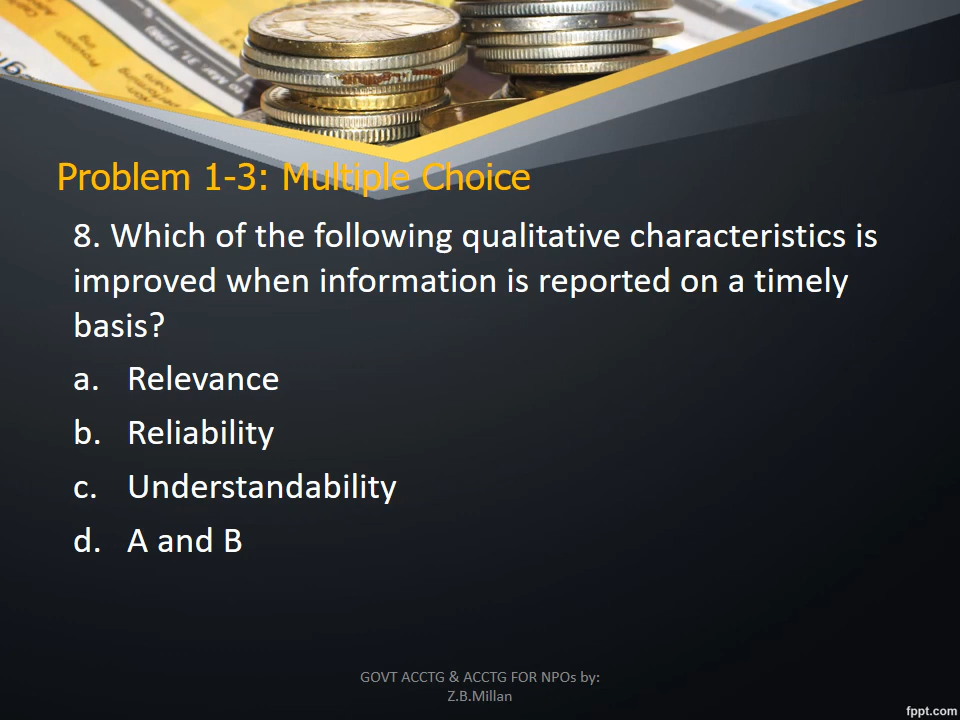 Problem 1-3: Multiple Choice
8. Which of the following qualitative characteristics is
improved when information is reported on a timely
basis?
a. Relevance
b. Reliability
c. Understandability
d. A and B
GOVT ACCTG & ACCTG FOR NPOs by:
Z.B.Millan
fppt.com